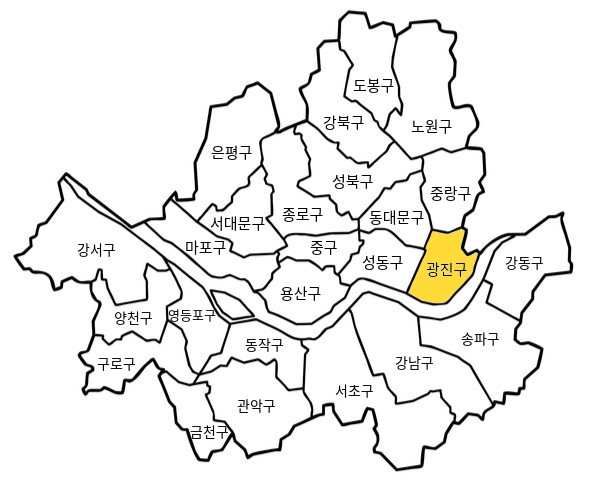 도봉구
강북구
노원구
은평구
성북구
중랑구
서대문구
종로구
동대문구
마포구
중구
강서구
성동구
광진구
강동구
용산구
양천구
영등포구
동작구
송파구
구로구
강남구
서초구
관악구
금천구